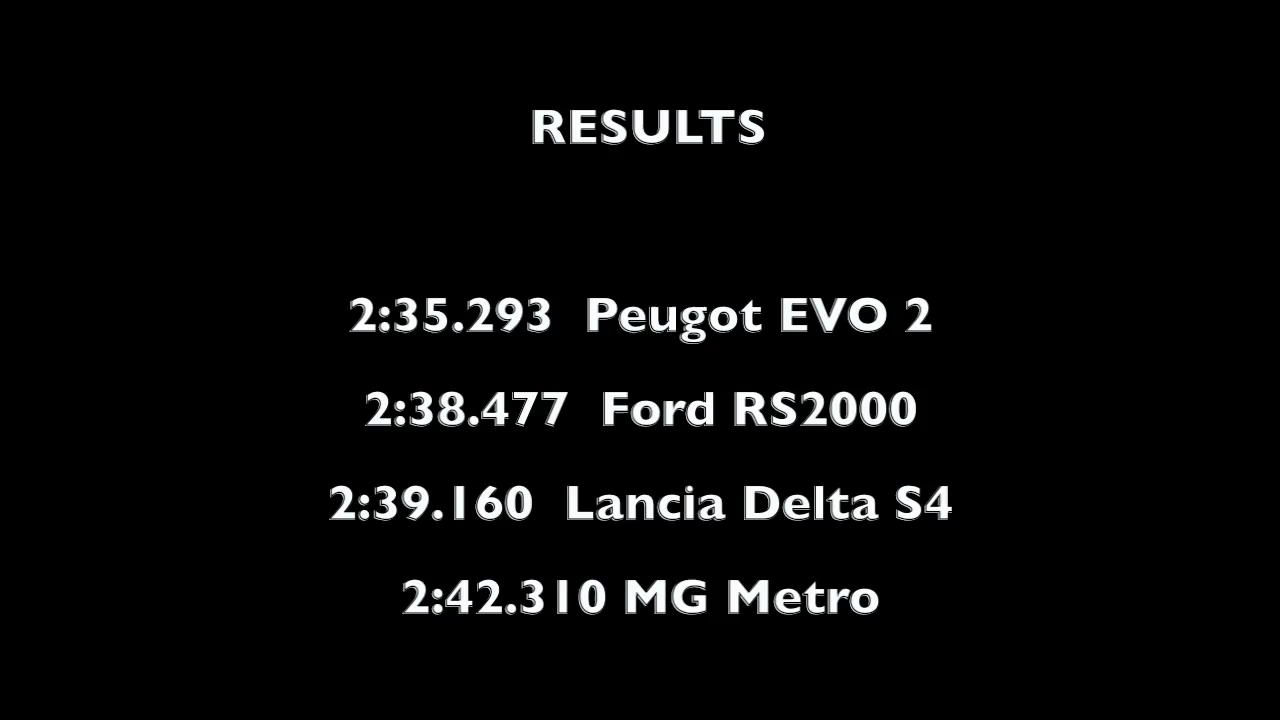 RESULTS
2:35.293 Peugot EVO 2
2:38.477 Ford RS2000
2:39.160 Lancia Delta S4
2:42.310 MG Metro